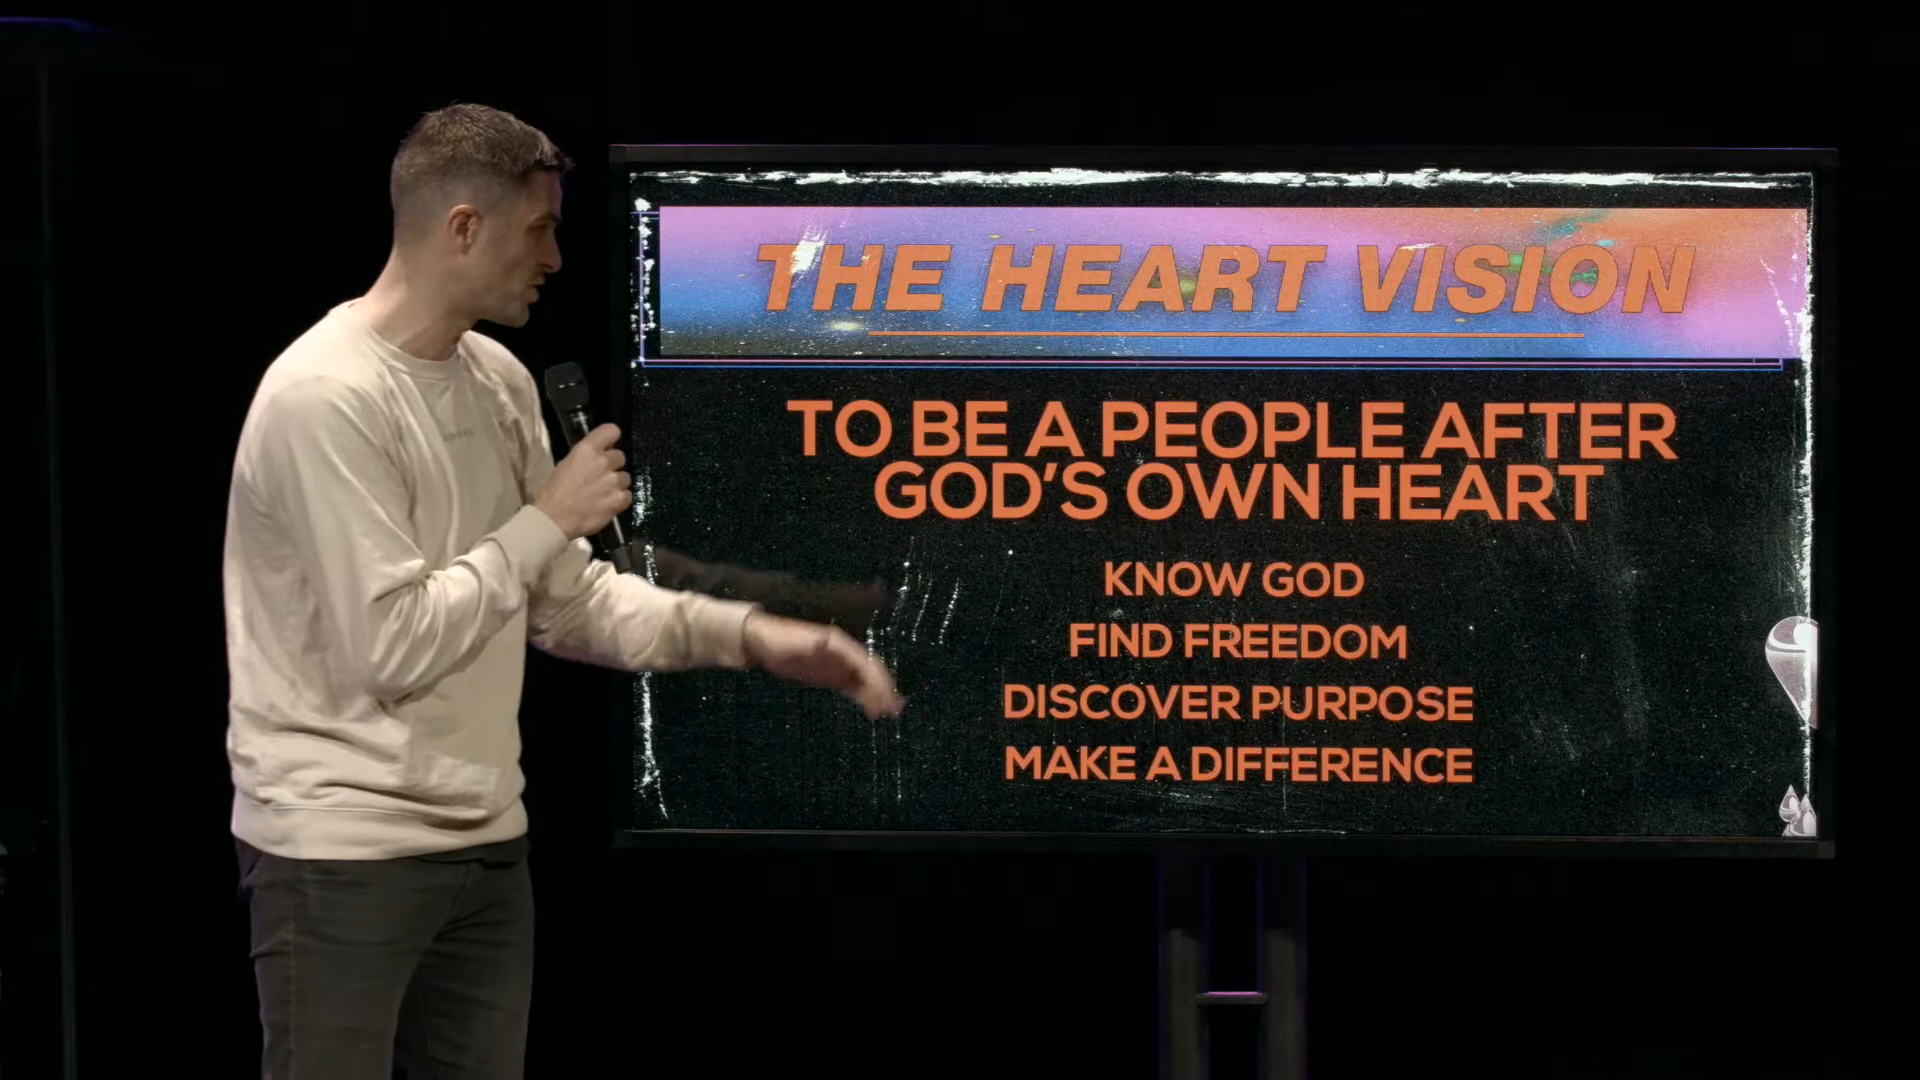 THE HEART VISION
TO BE A PEOPLE AFTER
GOD'S OWN HEART
KNOW GOD
FIND FREEDOM
DISCOVER PURPOSE
MAKE A DIFFERENCE